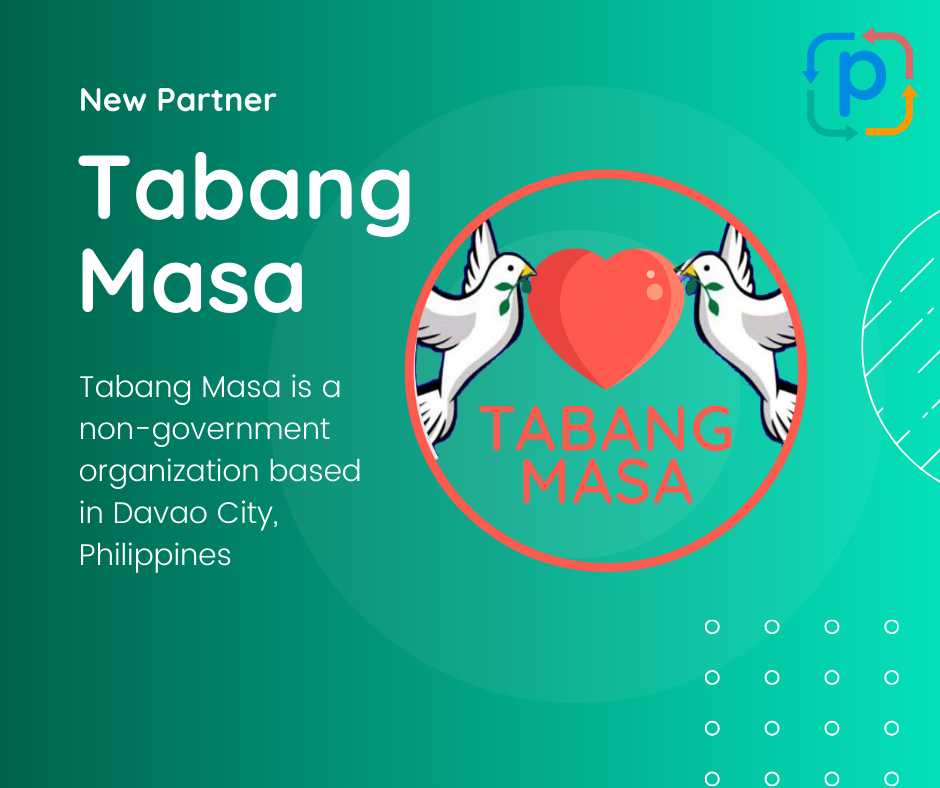 New Partner
Tabang
Masa
Tabang Masa is a
non-government
organization based
in Davao City,
Philippines
TABANG
MASA
p